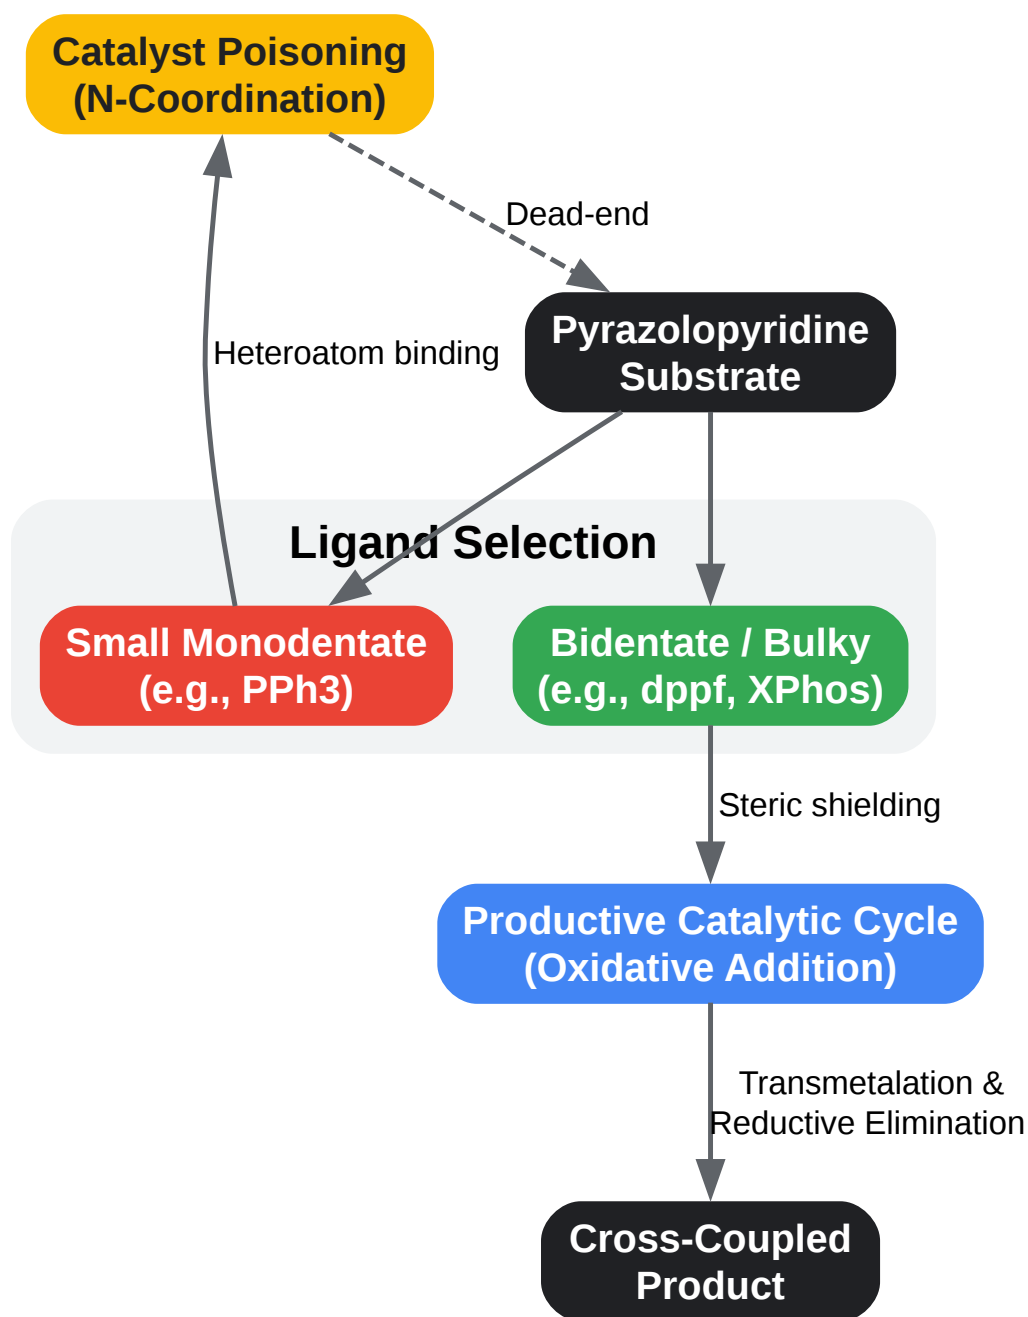 Catalyst Poisoning
(N-Coordination)
Dead-end
Heteroatom binding
Pyrazolopyridine
Substrate
Ligand Selection
Small Monodentate
(e.g., PPh3)
Bidentate / Bulky
(e.g., dppf, XPhos)
Steric shielding
Productive Catalytic Cycle
(Oxidative Addition)
Transmetalation &
Reductive Elimination
Cross-Coupled
Product